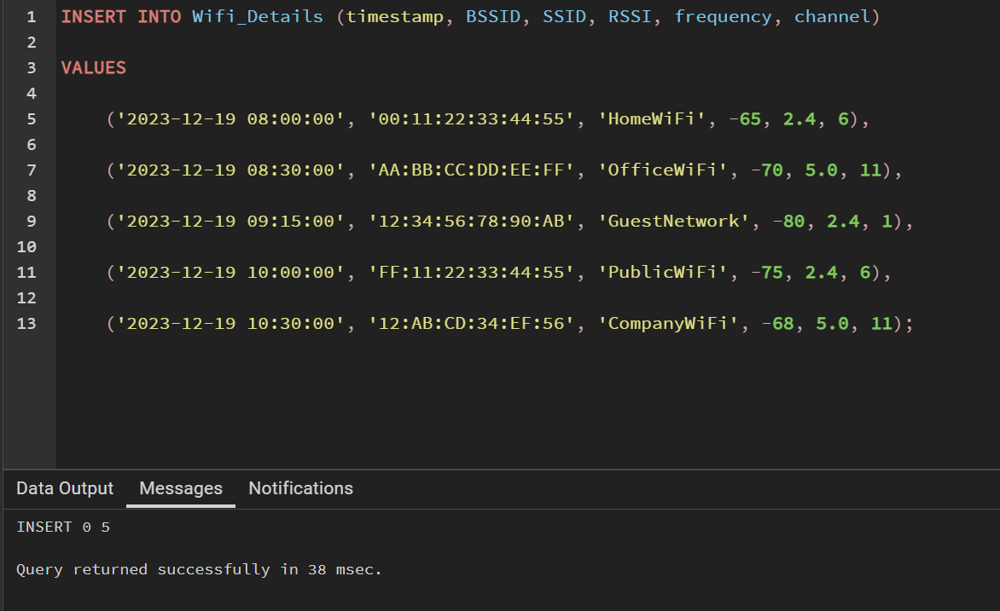 1 INSERT INTO Wifi_Details (timestamp, BSSID, SSID, RSSI, frequency, channel)
2
3 VALUES
4
5 ('2023-12-19 08:00:00', '00:11:22:33:44:55', 'HomeWiFi', -65, 2.4, 6),
6
7 ('2023-12-19 08:30:00', 'AA:BB:CC:DD:EE:FF', 'OfficeWiFi', -70, 5.0, 11),
8
9 ('2023-12-19 09:15:00', '12:34:56:78:90:AB', 'GuestNetwork', -80, 2.4, 1),
10
11 ('2023-12-19 10:00:00', 'FF:11:22:33:44:55', 'PublicWiFi', -75, 2.4, 6),
12
13 ('2023-12-19 10:30:00', '12:AB:CD:34:EF:56', 'CompanyWiFi', -68, 5.0, 11);
Data Output Messages Notifications
INSERT 0 5
Query returned successfully in 38 msec.